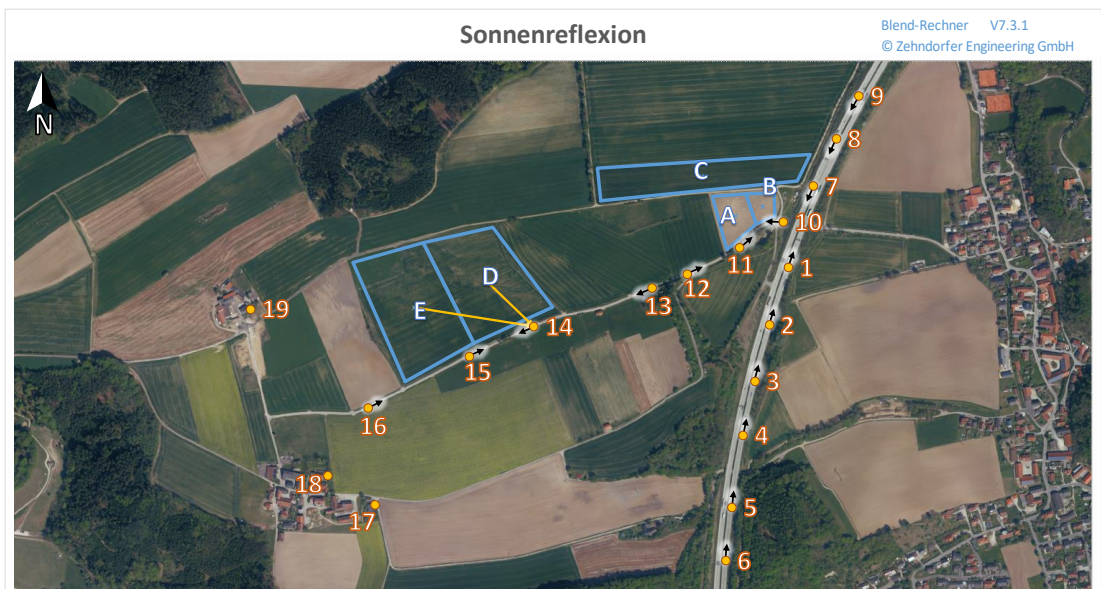 Sonnenreflexion
Blend-Rechner V7.3.1
© Zehndorfer Engineering GmbH
N
9
8
C
B
7
A
10
11
1
D
12
13
E
19
14
2
15
3
16
4
18
17
5
6